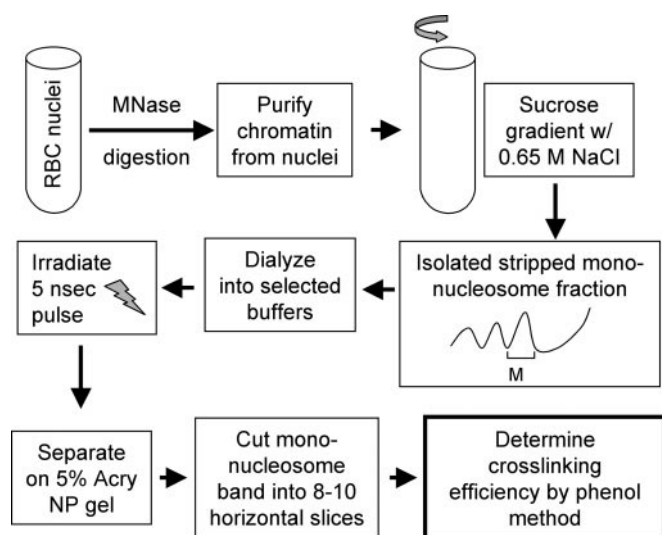 RBC nuclei
MNase
digestion
Purify
chromatin
from nuclei
Sucrose
gradient w/
0.65 M NaCl
Isolated stripped mono-
nucleosome fraction
M
Dialyze
into selected
buffers
Irradiate
5 nsec
pulse
Separate
on 5% Acry
NP gel
Cut mono-
nucleosome
band into 8-10
horizontal slices
Determine
crosslinking
efficiency by phenol
method